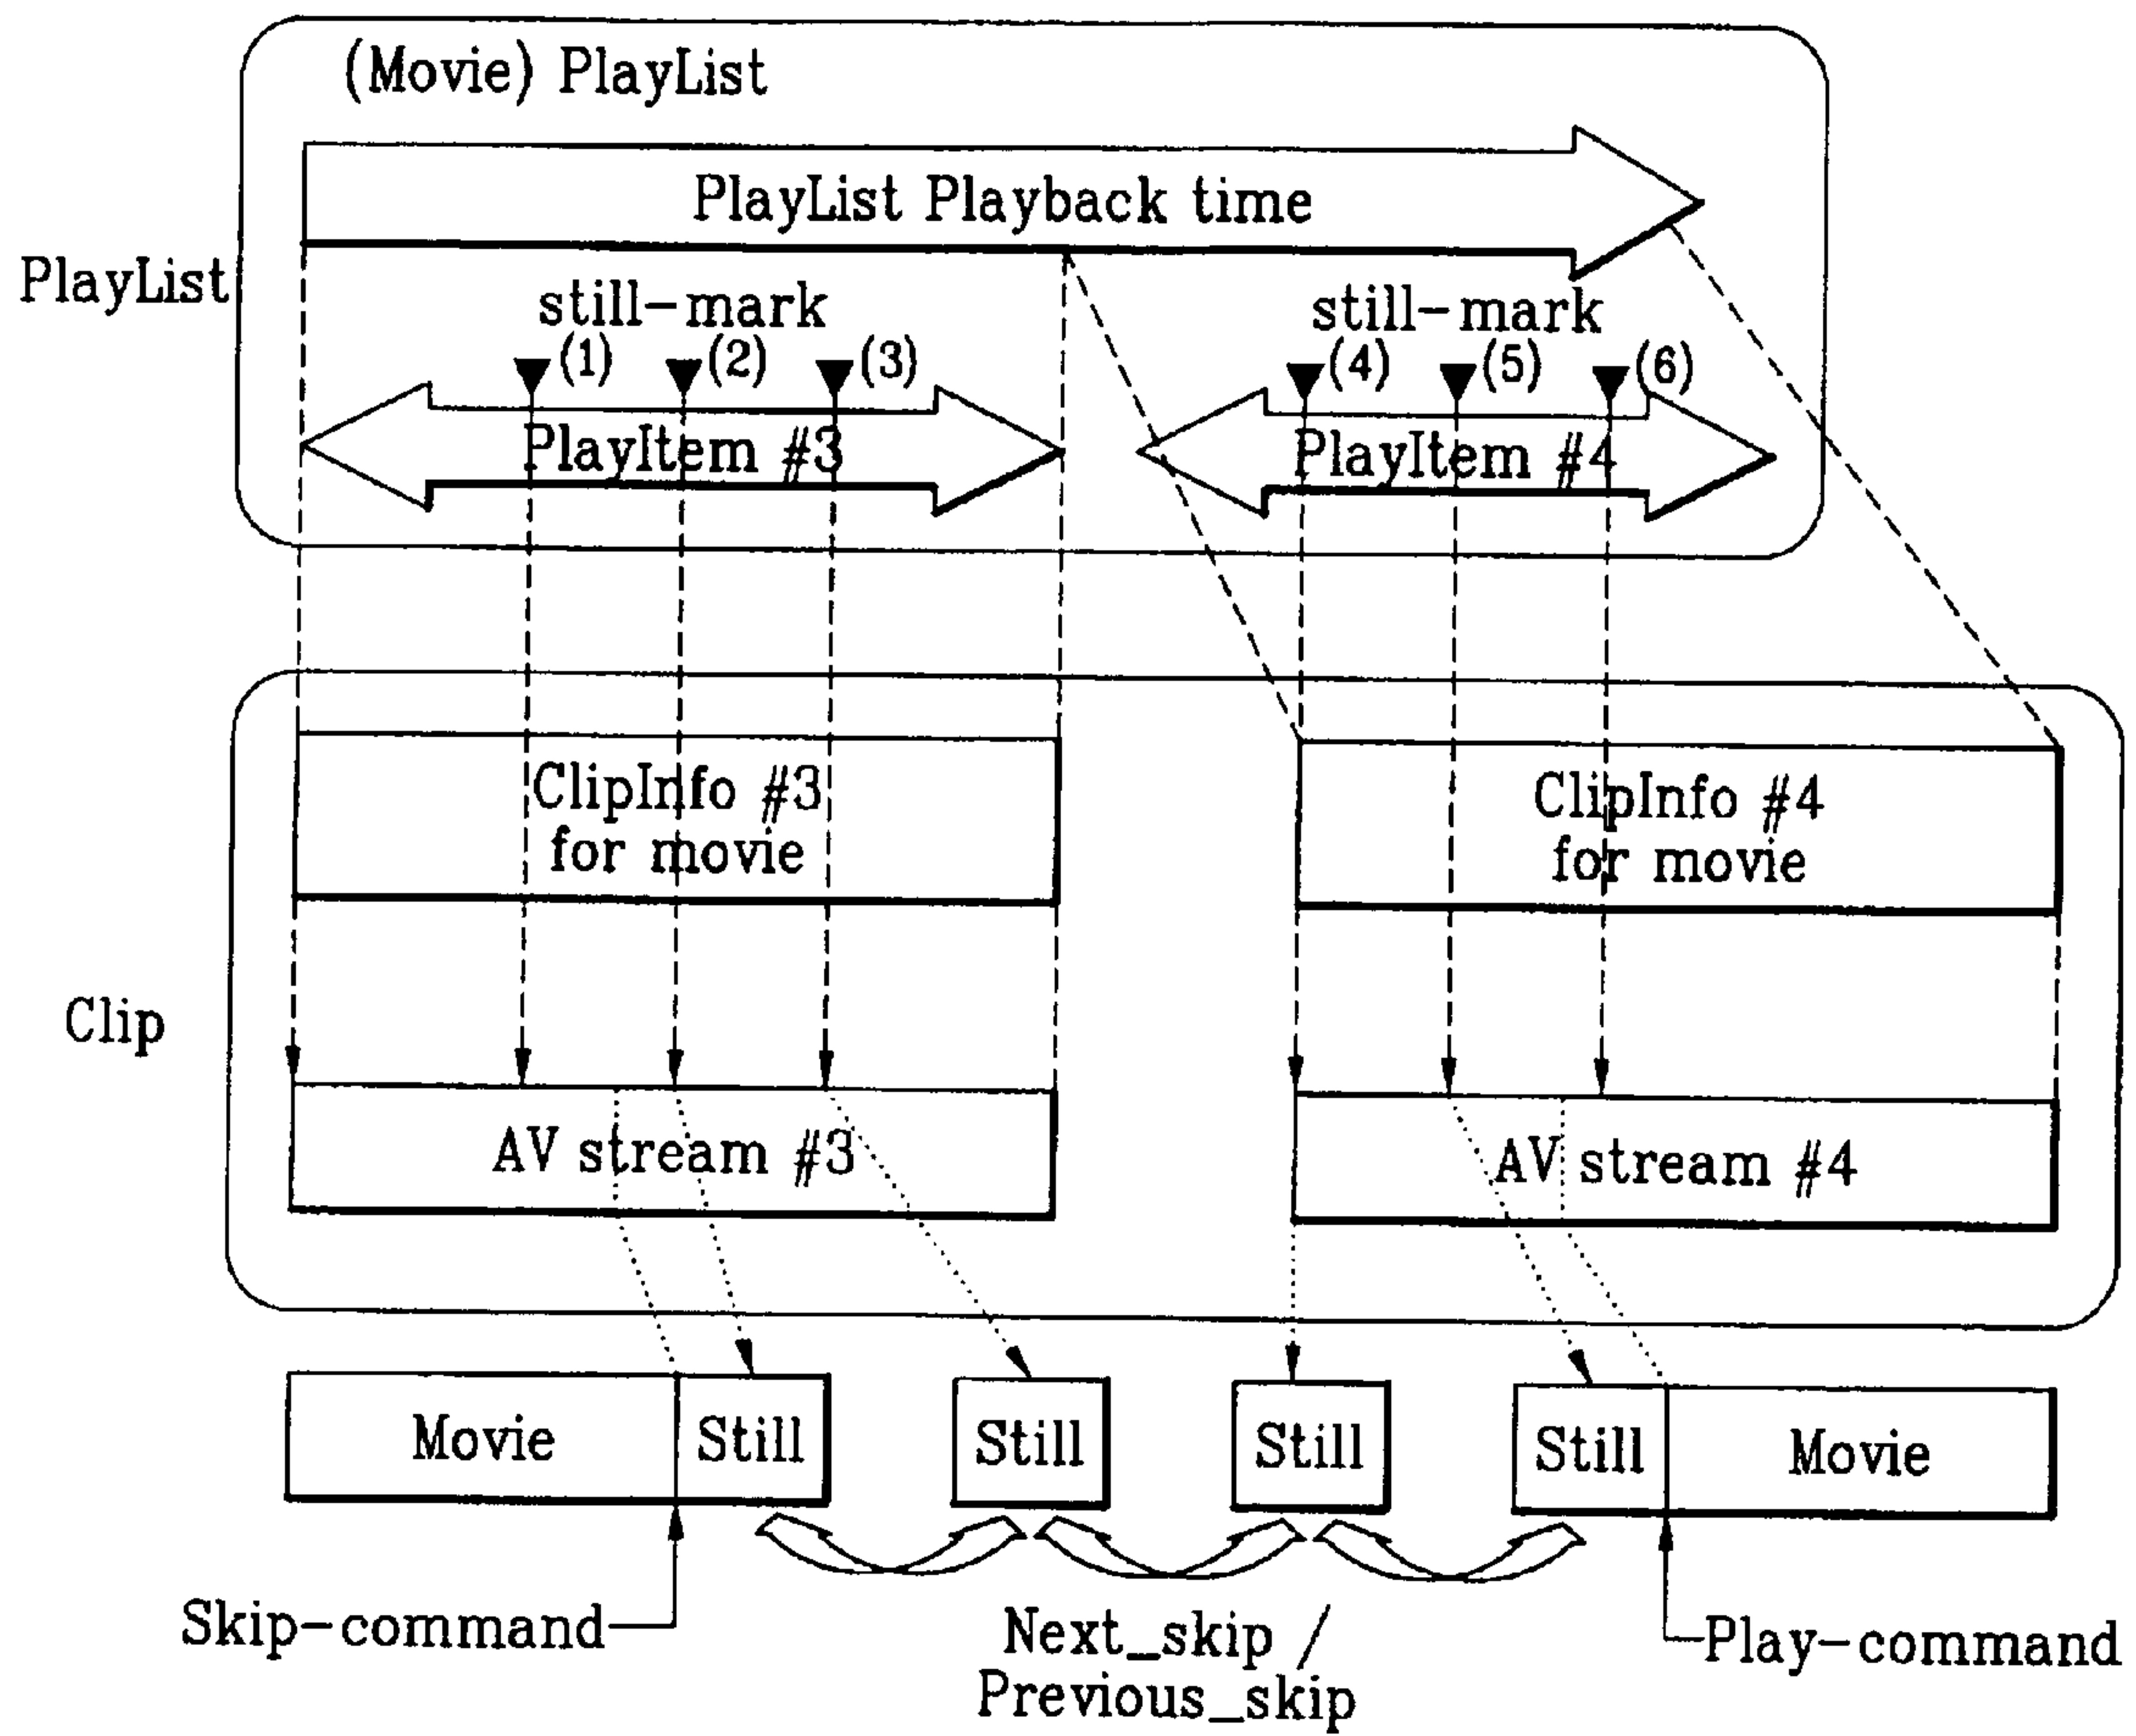 (Movie) PlayList
PlayList Playback time
PlayList
still-mark
still-mark
(1)
(2)
(3)
(4)
(5)
(6)
PlayItem #3
PlayItem #4
ClipInfo #3
for movie
ClipInfo #4
for movie
Clip
AV stream #3
AV stream #4
Movie
Still
Still
Still
Still
Movie
Skip-command
Next_skip /
Previous_skip
Play-command